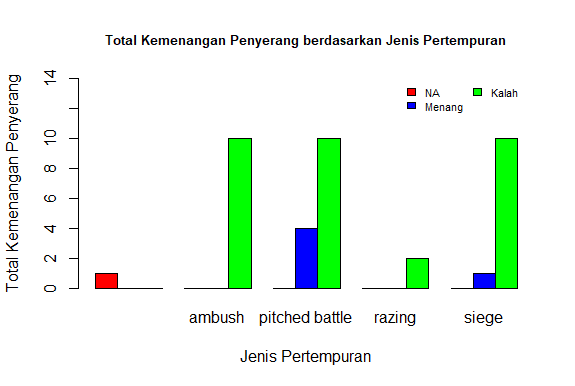 Total Kemenangan Penyerang berdasarkan Jenis Pertempuran
Total Kemenangan Penyerang
14
10
8
6
4
2
0
NA
Kalah
Menang
ambush
pitched battle
razing
siege
Jenis Pertempuran